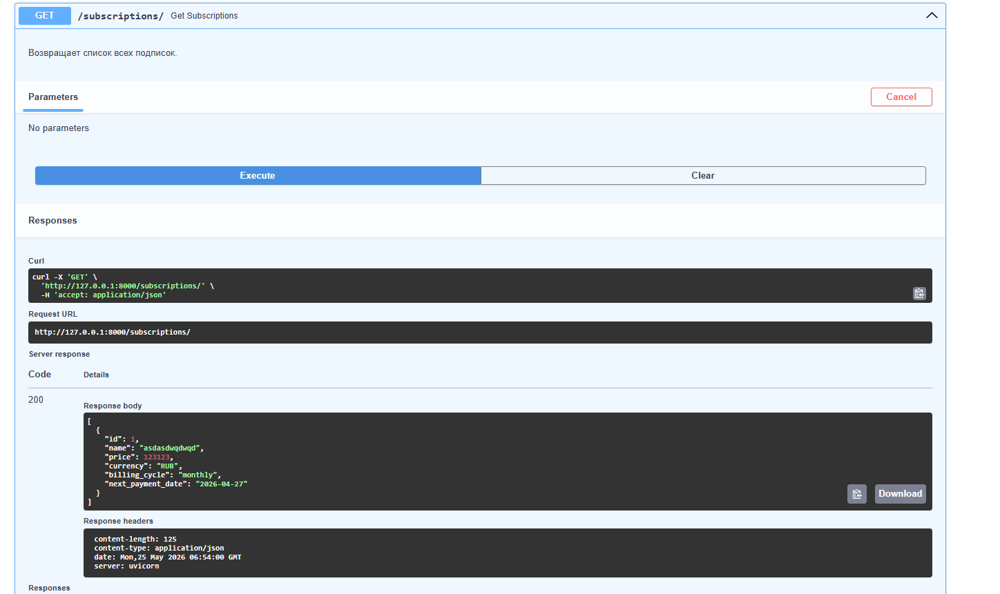 GET /subscriptions/ Get Subscriptions
Возвращает список всех подписок.
Parameters
Cancel
No parameters
Execute
Clear
Responses
Curl
curl -X 'GET' \
  'http://127.0.0.1:8000/subscriptions/' \
  -H 'accept: application/json'
Request URL
http://127.0.0.1:8000/subscriptions/
Server response
Code Details
200
Response body
[
  {
    "id": 1,
    "name": "asdasdwqdwqd",
    "price": 123123,
    "currency": "RUB",
    "billing_cycle": "monthly",
    "next_payment_date": "2026-04-27"
  }
]
Download
Response headers
content-length: 125
content-type: application/json
date: Mon,25 May 2026 06:54:00 GMT
server: uvicorn
Responses